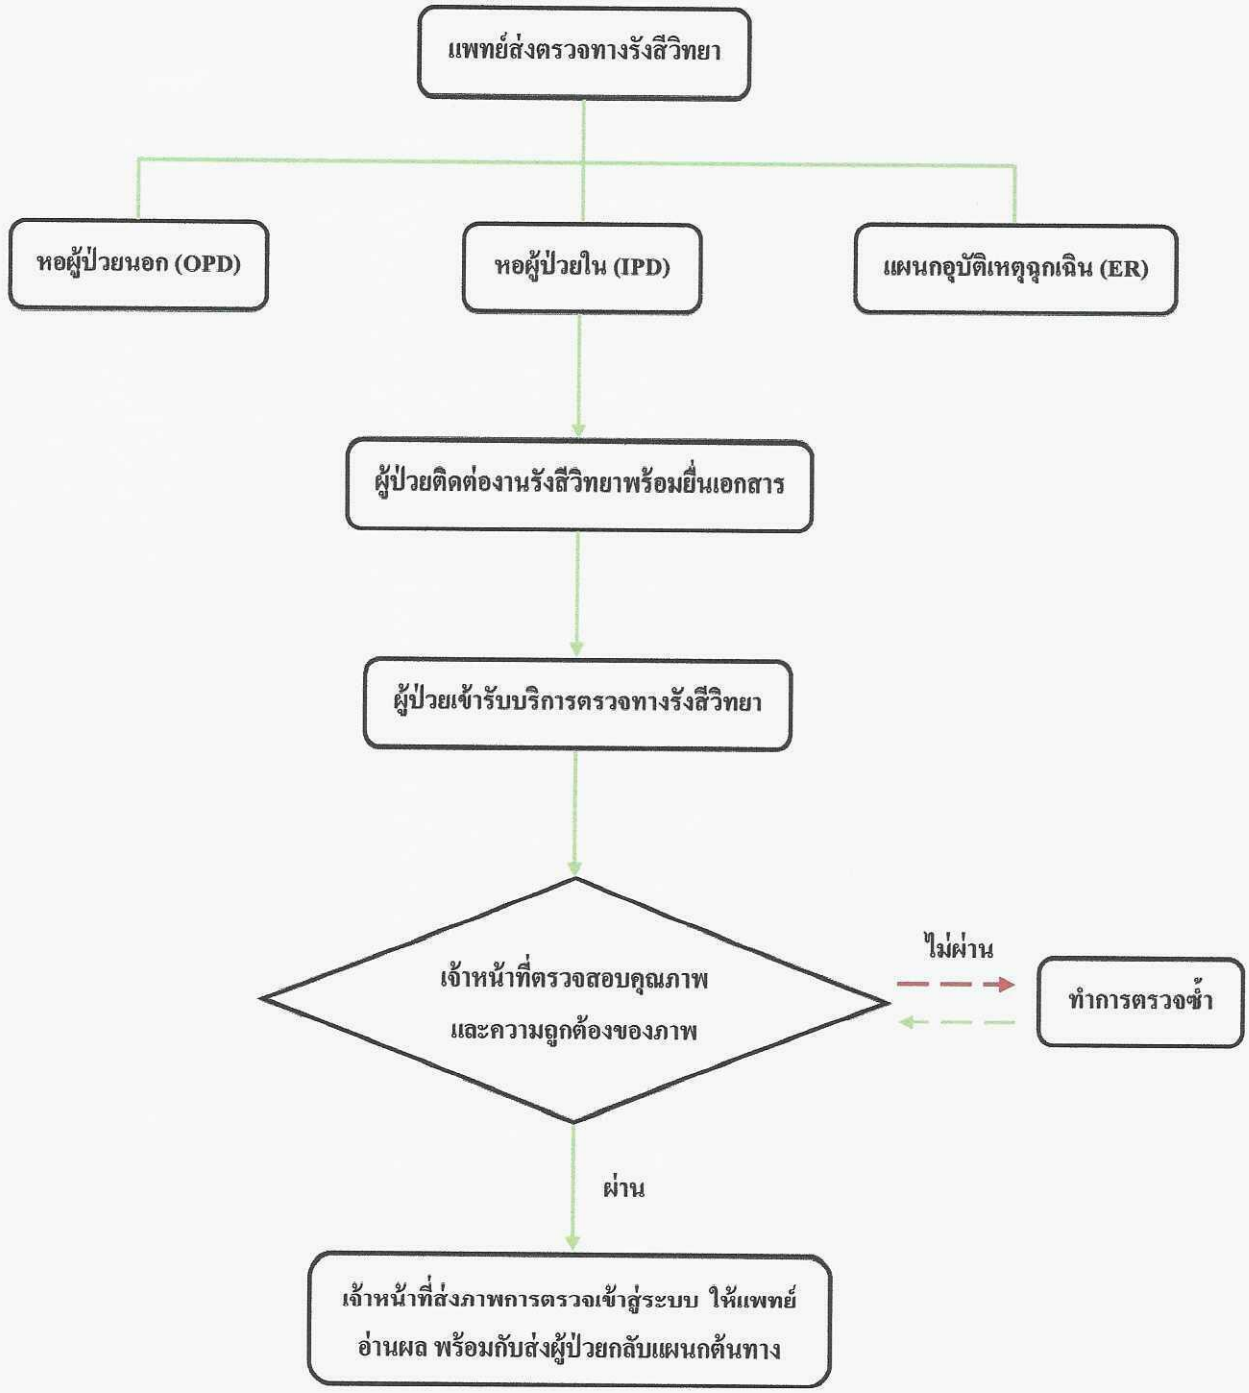 แพทย์ส่งตรวจทางรังสีวิทยา
หอผู้ป่วยนอก (OPD)
หอผู้ป่วยใน (IPD)
แผนกอุบัติเหตุฉุกเฉิน (ER)
ผู้ป่วยติดต่องานรังสีวิทยาพร้อมยื่นเอกสาร
ผู้ป่วยเข้ารับบริการตรวจทางรังสีวิทยา
เจ้าหน้าที่ตรวจสอบคุณภาพ
และความถูกต้องของภาพ
ไม่ผ่าน
ทำการตรวจซ้ำ
ผ่าน
เจ้าหน้าที่ส่งภาพการตรวจเข้าสู่ระบบ ให้แพทย์
อ่านผล พร้อมกับส่งผู้ป่วยกลับแผนกต้นทาง